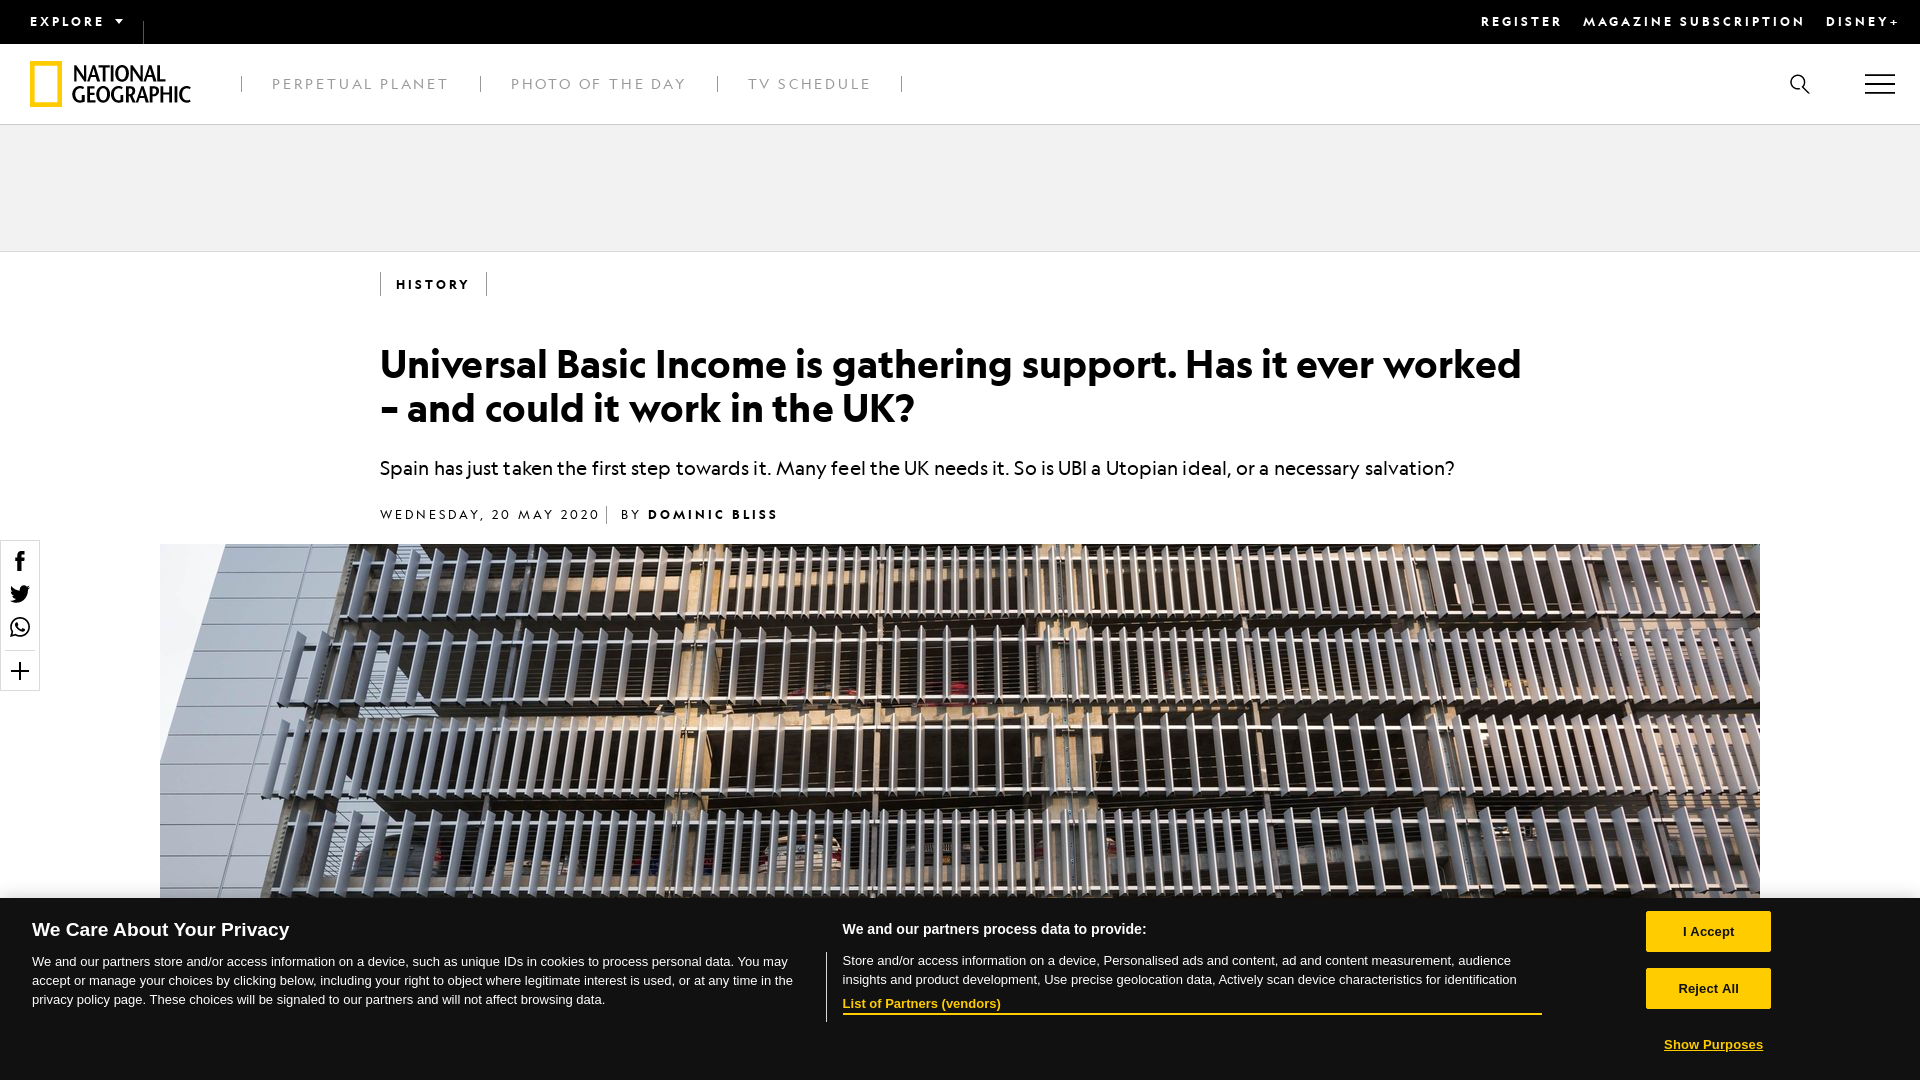 EXPLORE
REGISTER MAGAZINE SUBSCRIPTION DISNEY+
NATIONAL
GEOGRAPHIC
PERPETUAL PLANET PHOTO OF THE DAY TV SCHEDULE
HISTORY
Universal Basic Income is gathering support. Has it ever worked
– and could it work in the UK?
Spain has just taken the first step towards it. Many feel the UK needs it. So is UBI a Utopian ideal, or a necessary salvation?
WEDNESDAY, 20 MAY 2020 BY DOMINIC BLISS
We Care About Your Privacy
We and our partners store and/or access information on a device, such as unique IDs in cookies to process personal data. You may
accept or manage your choices by clicking below, including your right to object where legitimate interest is used, or at any time in the
privacy policy page. These choices will be signaled to our partners and will not affect browsing data.
We and our partners process data to provide:
Store and/or access information on a device, Personalised ads and content, ad and content measurement, audience
insights and product development, Use precise geolocation data, Actively scan device characteristics for identification
List of Partners (vendors)
I Accept
Reject All
Show Purposes